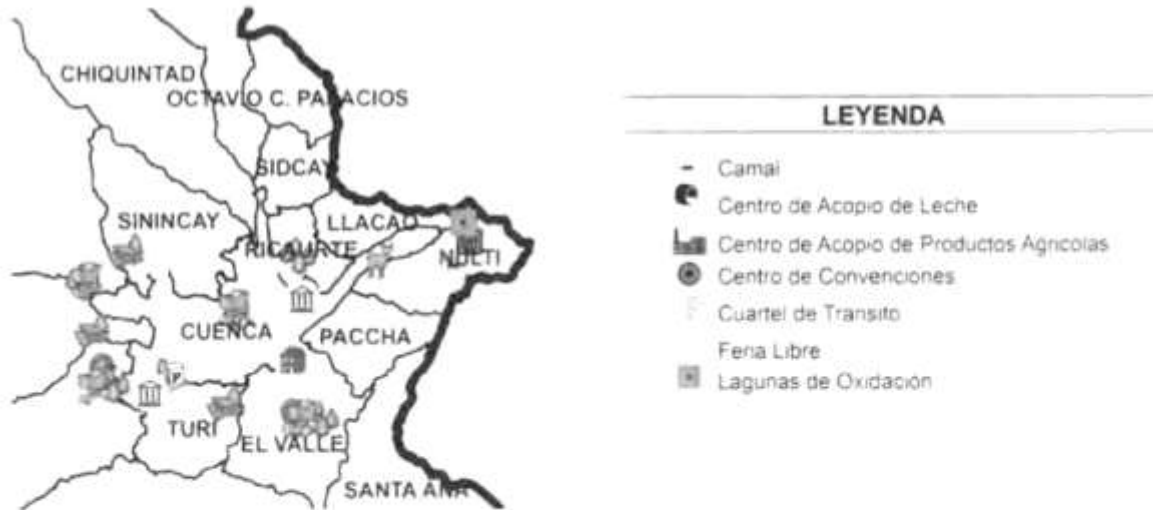 CHIQUINTAD
OCTAVIO C. PALACIOS
SIDCAY
SININCAY
LLACAO
RICAURTE
NULTI
CUENCA
PACCHA
TURI
EL VALLE
SANTA ANA
LEYENDA
Camal
Centro de Acopio de Leche
Centro de Acopio de Productos Agricolas
Centro de Convenciones
Cuartel de Transito
Feria Libre
Lagunas de Oxidación